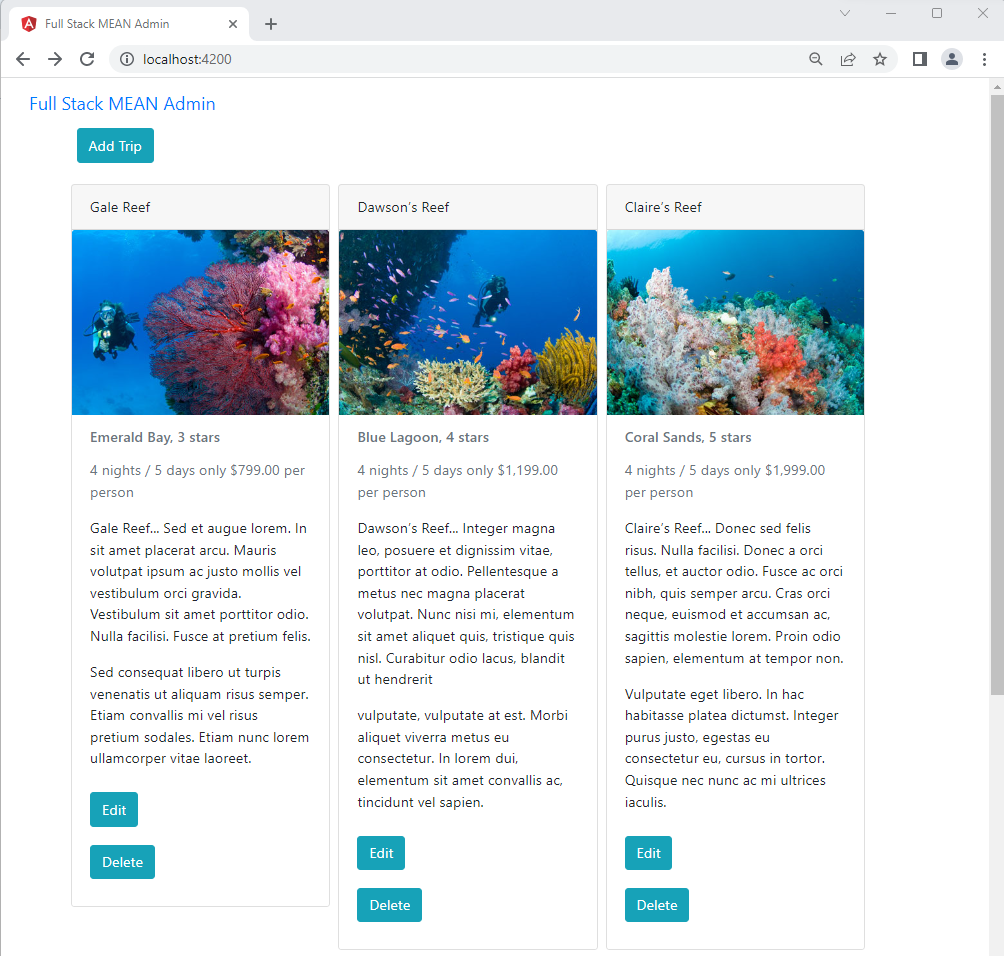 Full Stack MEAN Admin
localhost:4200
Full Stack MEAN Admin
Add Trip
Gale Reef
Emerald Bay, 3 stars
4 nights / 5 days only $799.00 per
person
Gale Reef... Sed et augue lorem. In
sit amet placerat arcu. Mauris
volutpat ipsum ac justo mollis vel
vestibulum orci gravida.
Vestibulum sit amet porttitor odio.
Nulla facilisi. Fusce at pretium felis.
Sed consequat libero ut turpis
venenatis ut aliquam risus semper.
Etiam convallis mi vel risus
pretium sodales. Etiam nunc lorem
ullamcorper vitae laoreet.
Edit
Delete
Dawson’s Reef
Blue Lagoon, 4 stars
4 nights / 5 days only $1,199.00
per person
Dawson’s Reef... Integer magna
leo, posuere et dignissim vitae,
porttitor at odio. Pellentesque a
metus nec magna placerat
volutpat. Nunc nisi mi, elementum
sit amet aliquet quis, tristique quis
nisl. Curabitur odio lacus, blandit
ut hendrerit
vulputate, vulputate at est. Morbi
aliquet viverra metus eu
consectetur. In lorem dui,
elementum sit amet convallis ac,
tincidunt vel sapien.
Edit
Delete
Claire’s Reef
Coral Sands, 5 stars
4 nights / 5 days only $1,999.00
per person
Claire’s Reef... Donec sed felis
risus. Nulla facilisi. Donec a orci
tellus, et auctor odio. Fusce ac orci
nibh, quis semper arcu. Cras orci
neque, euismod et accumsan ac,
sagittis molestie lorem. Proin odio
sapien, elementum at tempor non.
Vulputate eget libero. In hac
habitasse platea dictumst. Integer
purus justo, egestas eu
consectetur eu, cursus in tortor.
Quisque nec nunc ac mi ultrices
iaculis.
Edit
Delete